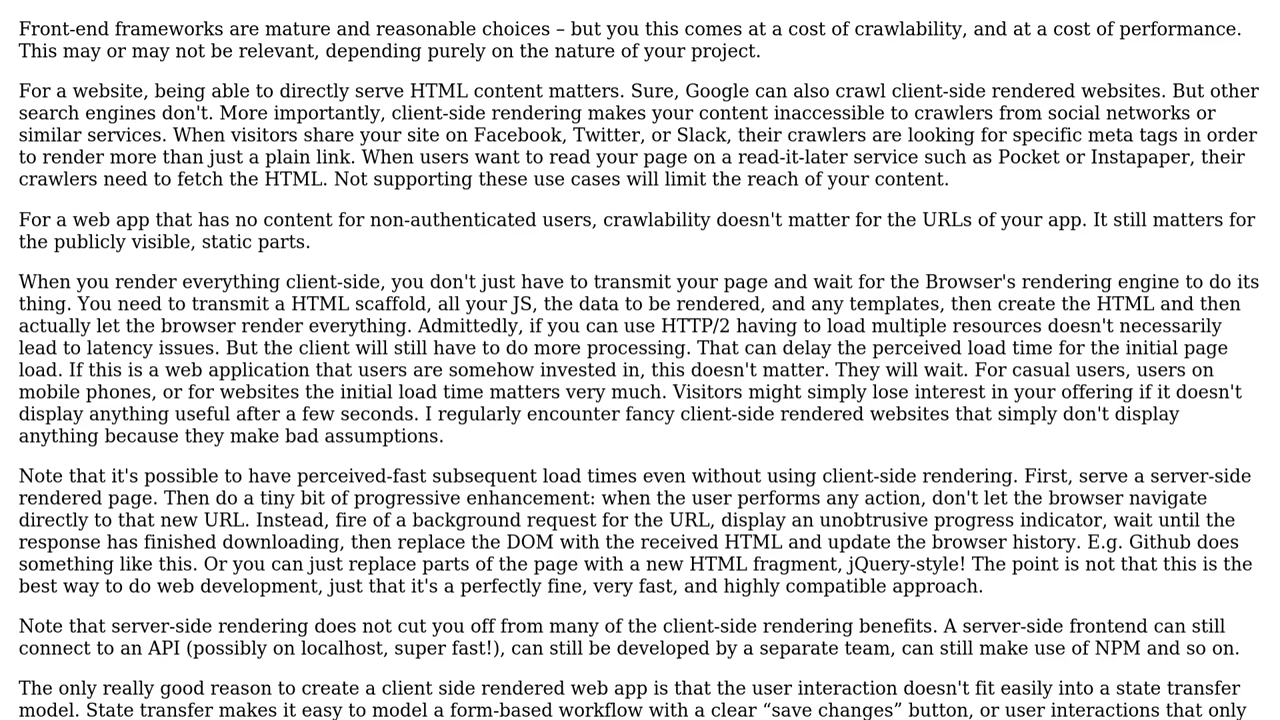 Front-end frameworks are mature and reasonable choices – but you this comes at a cost of crawlability, and at a cost of performance.
This may or may not be relevant, depending purely on the nature of your project.
For a website, being able to directly serve HTML content matters. Sure, Google can also crawl client-side rendered websites. But other
search engines don't. More importantly, client-side rendering makes your content inaccessible to crawlers from social networks or
similar services. When visitors share your site on Facebook, Twitter, or Slack, their crawlers are looking for specific meta tags in order
to render more than just a plain link. When users want to read your page on a read-it-later service such as Pocket or Instapaper, their
crawlers need to fetch the HTML. Not supporting these use cases will limit the reach of your content.
For a web app that has no content for non-authenticated users, crawlability doesn't matter for the URLs of your app. It still matters for
the publicly visible, static parts.
When you render everything client-side, you don't just have to transmit your page and wait for the Browser's rendering engine to do its
thing. You need to transmit a HTML scaffold, all your JS, the data to be rendered, and any templates, then create the HTML and then
actually let the browser render everything. Admittedly, if you can use HTTP/2 having to load multiple resources doesn't necessarily
lead to latency issues. But the client will still have to do more processing. That can delay the perceived load time for the initial page
load. If this is a web application that users are somehow invested in, this doesn't matter. They will wait. For casual users, users on
mobile phones, or for websites the initial load time matters very much. Visitors might simply lose interest in your offering if it doesn't
display anything useful after a few seconds. I regularly encounter fancy client-side rendered websites that simply don't display
anything because they make bad assumptions.
Note that it's possible to have perceived-fast subsequent load times even without using client-side rendering. First, serve a server-side
rendered page. Then do a tiny bit of progressive enhancement: when the user performs any action, don't let the browser navigate
directly to that new URL. Instead, fire of a background request for the URL, display an unobtrusive progress indicator, wait until the
response has finished downloading, then replace the DOM with the received HTML and update the browser history. E.g. Github does
something like this. Or you can just replace parts of the page with a new HTML fragment, jQuery-style! The point is not that this is the
best way to do web development, just that it's a perfectly fine, very fast, and highly compatible approach.
Note that server-side rendering does not cut you off from many of the client-side rendering benefits. A server-side frontend can still
connect to an API (possibly on localhost, super fast!), can still be developed by a separate team, can still make use of NPM and so on.
The only really good reason to create a client side rendered web app is that the user interaction doesn't fit easily into a state transfer
model. State transfer makes it easy to model a form-based workflow with a clear “save changes” button, or user interactions that only